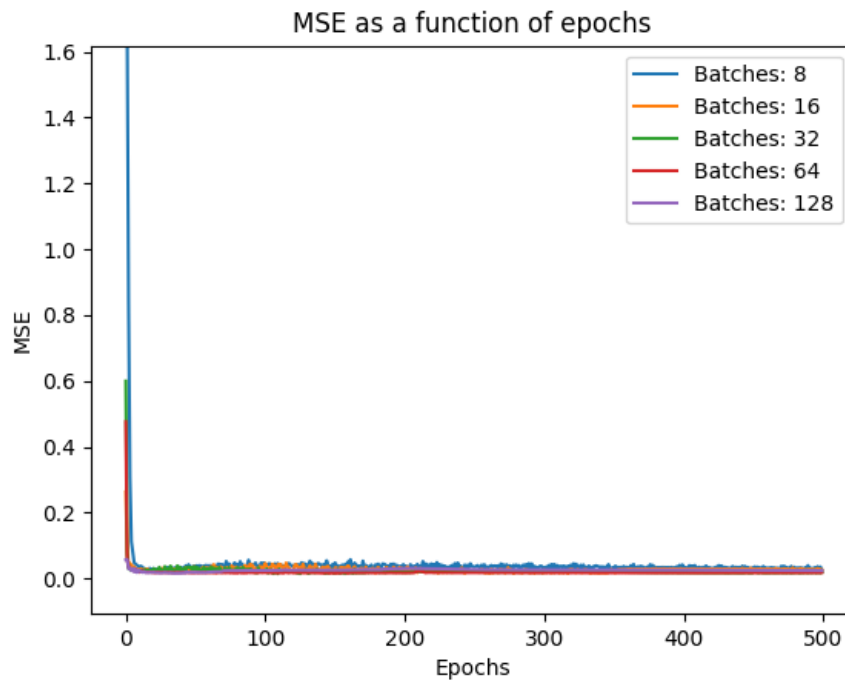 MSE as a function of epochs
1.6
1.4
1.2
1.0
0.8
0.6
0.4
0.2
0.0
MSE
Batches: 8
Batches: 16
Batches: 32
Batches: 64
Batches: 128
0 100 200 300 400 500
Epochs